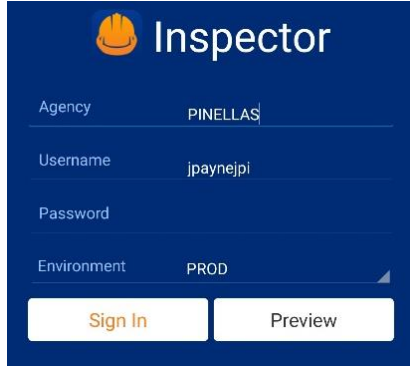 Inspector
Agency PINELLAS
Username jpaynejpi
Password
Environment PROD
Sign In Preview